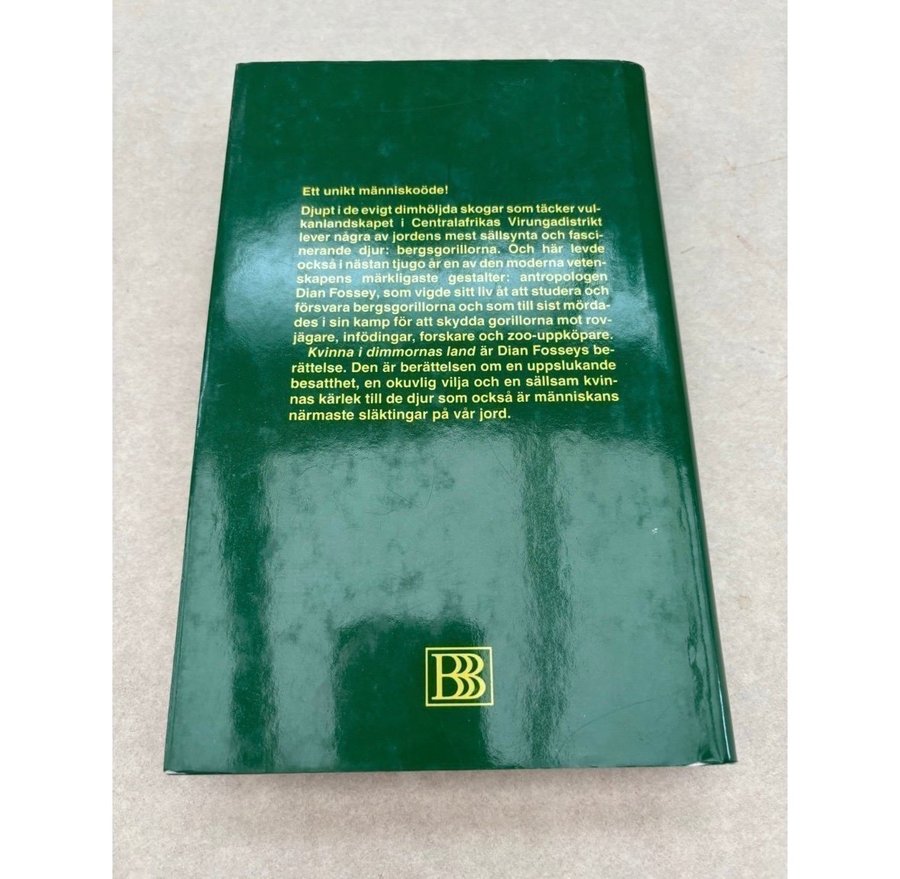 Ett unikt människoöde!
Djupt i de evigt dimhöljda skogar som täcker vul-
kanlandskapet i Centralafrikas Virungadistrikt
lever några av jordens mest sällsynta och fasci-
nerande djur: bergsgorillorna. Och här levde
också i nästan tjugo år en av den moderna veten-
skapens märkligaste gestalter: antropologen
Dian Fossey, som vigde sitt liv åt att studera och
försvara bergsgorillorna och som till sist mörda-
des i sin kamp för att skydda gorillorna mot rov-
jägare, infödingar, forskare och zoo-uppköpare.
Kvinna i dimmornas land är Dian Fosseys be-
rättelse. Den är berättelsen om en uppslukande
besatthet, en okuvlig vilja och en sällsam kvin-
nas kärlek till de djur som också är människans
närmaste släktingar på vår jord.
BBB